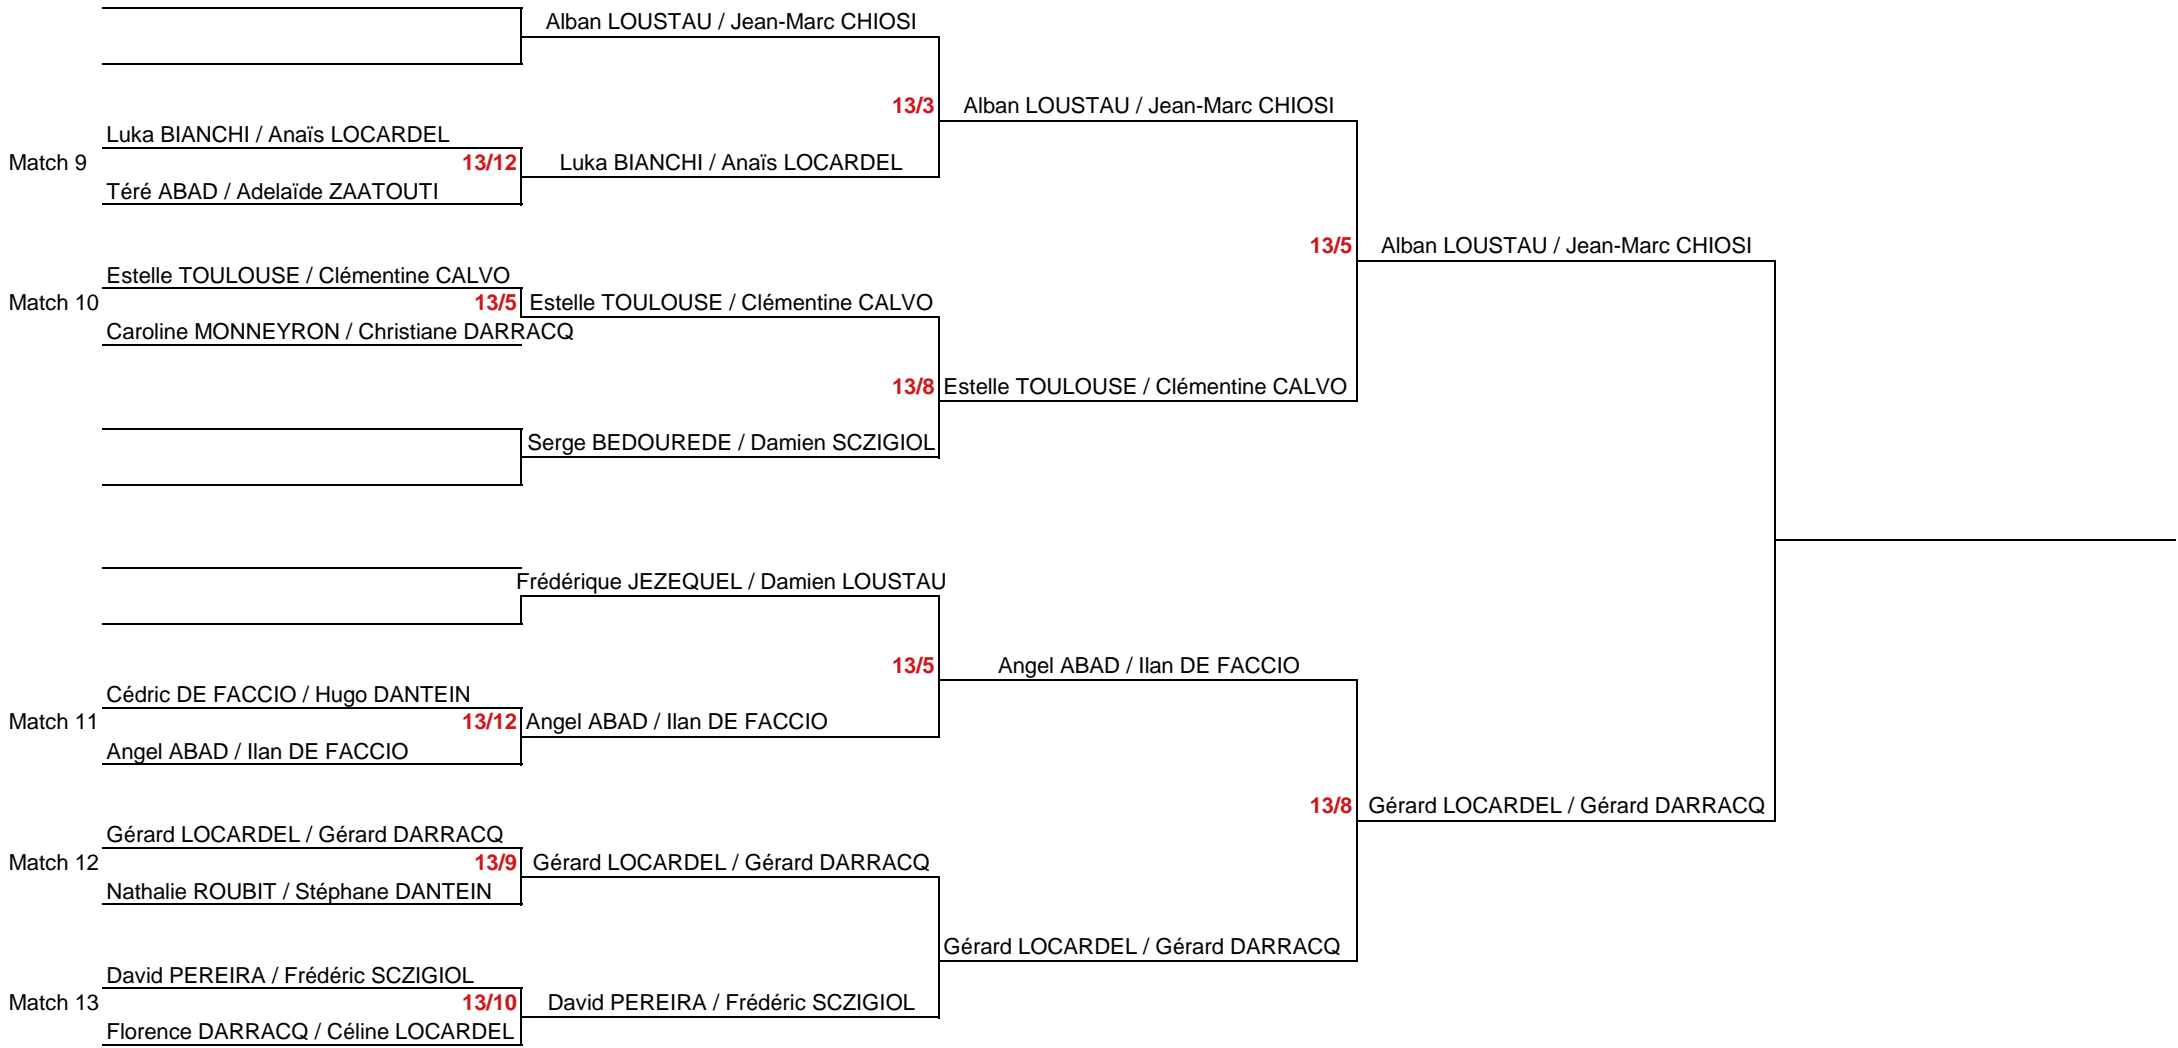 Alban LOUSTAU / Jean-Marc CHIOSI
13/3 Alban LOUSTAU / Jean-Marc CHIOSI
Luka BIANCHI / Anaïs LOCARDEL
Match 9 13/12 Luka BIANCHI / Anaïs LOCARDEL
Téré ABAD / Adelaïde ZAATOUTI
13/5 Alban LOUSTAU / Jean-Marc CHIOSI
Estelle TOULOUSE / Clémentine CALVO
Match 10 13/5 Estelle TOULOUSE / Clémentine CALVO
Caroline MONNEYRON / Christiane DARRACQ
13/8 Estelle TOULOUSE / Clémentine CALVO
Serge BEDOUREDE / Damien SCZIGIOL
Frédérique JEZEQUEL / Damien LOUSTAU
13/5 Angel ABAD / Ilan DE FACCIO
Cédric DE FACCIO / Hugo DANTEIN
Match 11 13/12 Angel ABAD / Ilan DE FACCIO
Angel ABAD / Ilan DE FACCIO
13/8 Gérard LOCARDEL / Gérard DARRACQ
Gérard LOCARDEL / Gérard DARRACQ
Match 12 13/9 Gérard LOCARDEL / Gérard DARRACQ
Nathalie ROUBIT / Stéphane DANTEIN
Gérard LOCARDEL / Gérard DARRACQ
David PEREIRA / Frédéric SCZIGIOL
Match 13 13/10 David PEREIRA / Frédéric SCZIGIOL
Florence DARRACQ / Céline LOCARDEL